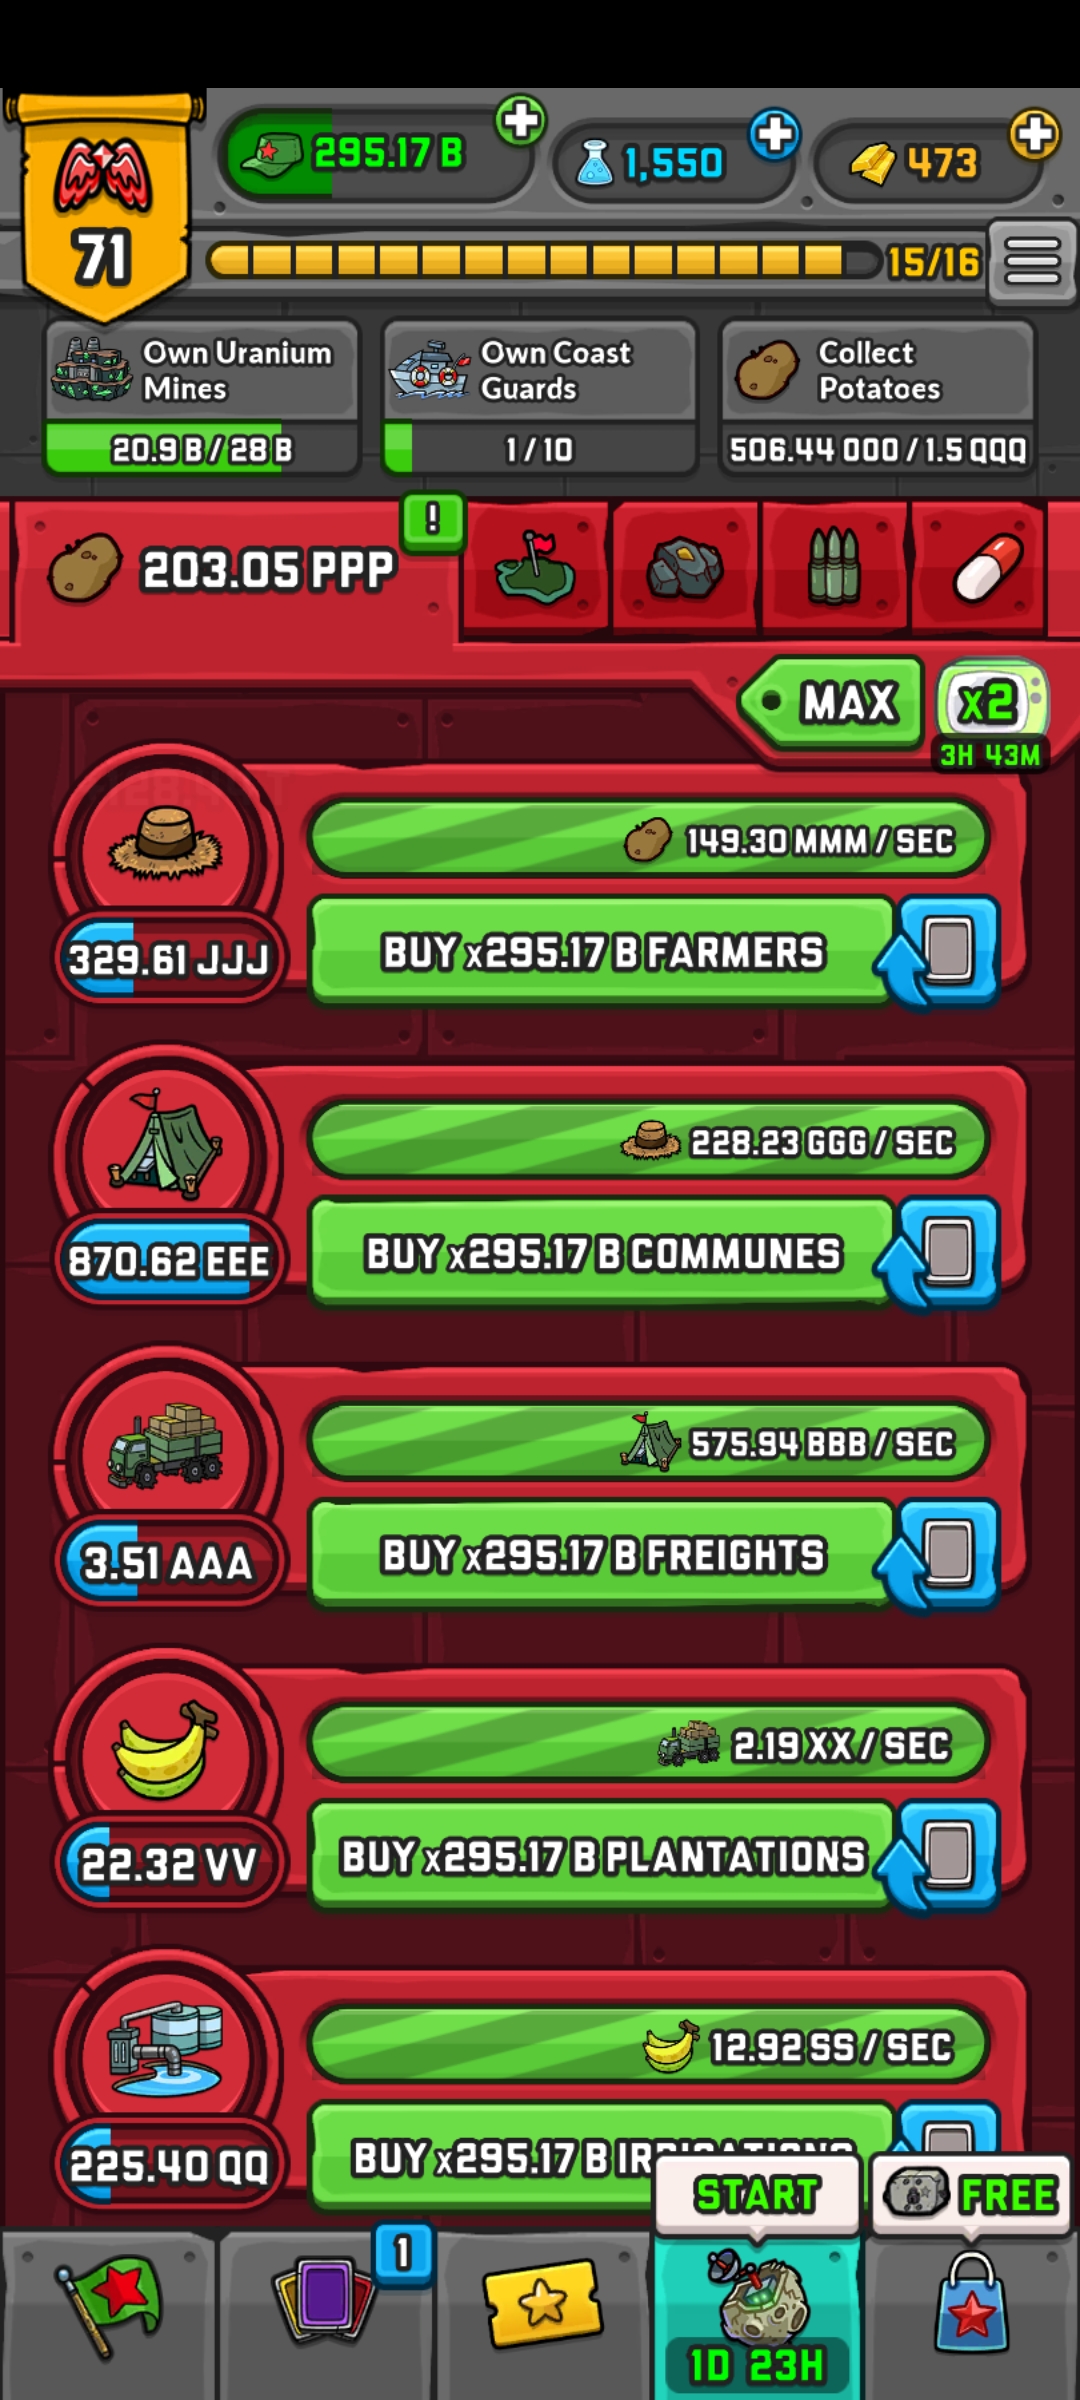 295.17 B
1,550
473
71
15/16
Own Uranium
Mines
20.9 B / 28 B
Own Coast
Guards
1 / 10
Collect
Potatoes
506.44 OOO / 1.5 QQQ
203.05 PPP
!
MAX
x2
3H 43M
149.30 MMM / SEC
329.61 JJJ
BUY x295.17 B FARMERS
228.23 GGG / SEC
870.62 EEE
BUY x295.17 B COMMUNES
575.94 BBB / SEC
3.51 AAA
BUY x295.17 B FREIGHTS
2.19 XX / SEC
22.32 VV
BUY x295.17 B PLANTATIONS
12.92 SS / SEC
225.40 QQ
BUY x295.17 B IRRIGATIONS
START
FREE
1
1D 23H